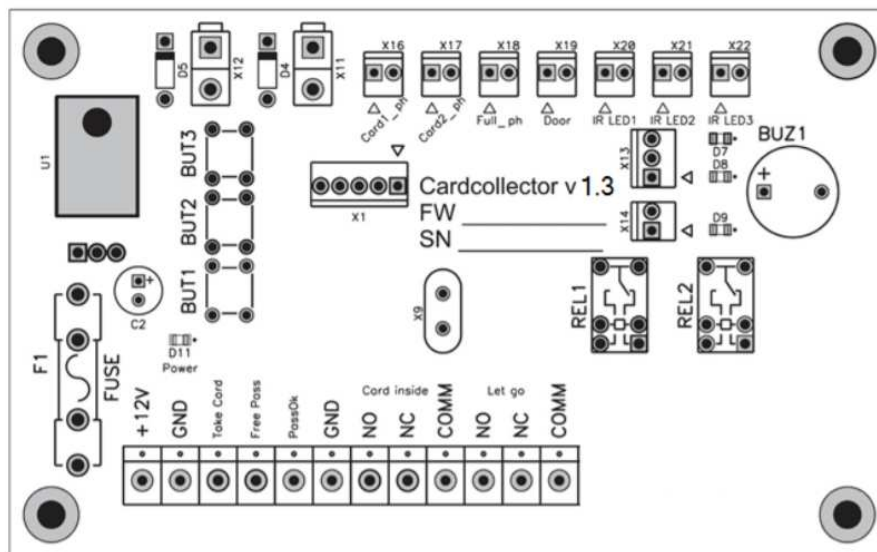 X16 X17 X18 X19 X20 X21 X22
D5 X12 D4 X11
Card1_ph Card2_ph Full_ph Door IR LED1 IR LED2 IR LED3
U1
BUT3
BUT2
BUT1
X1
Cardcollector v 1.3
FW
SN
X13
X14
D7
D8
D9
BUZ1
+
+
C2
X9
REL1
REL2
D11
Power
F1
FUSE
Card inside Let go
+12V GND Take Card Free Pass PassOk GND NO NC COMM NO NC COMM